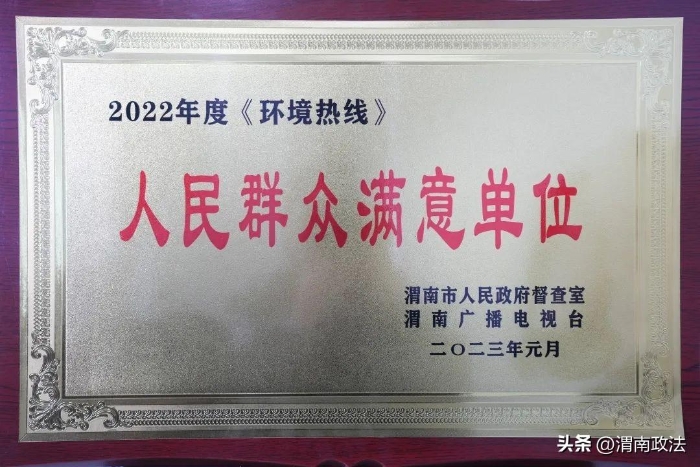 2022年度《环境热线》
人民群众满意单位
渭南市人民政府督查室
渭南广播电视台
二〇二三年元月
头条 @渭南政法